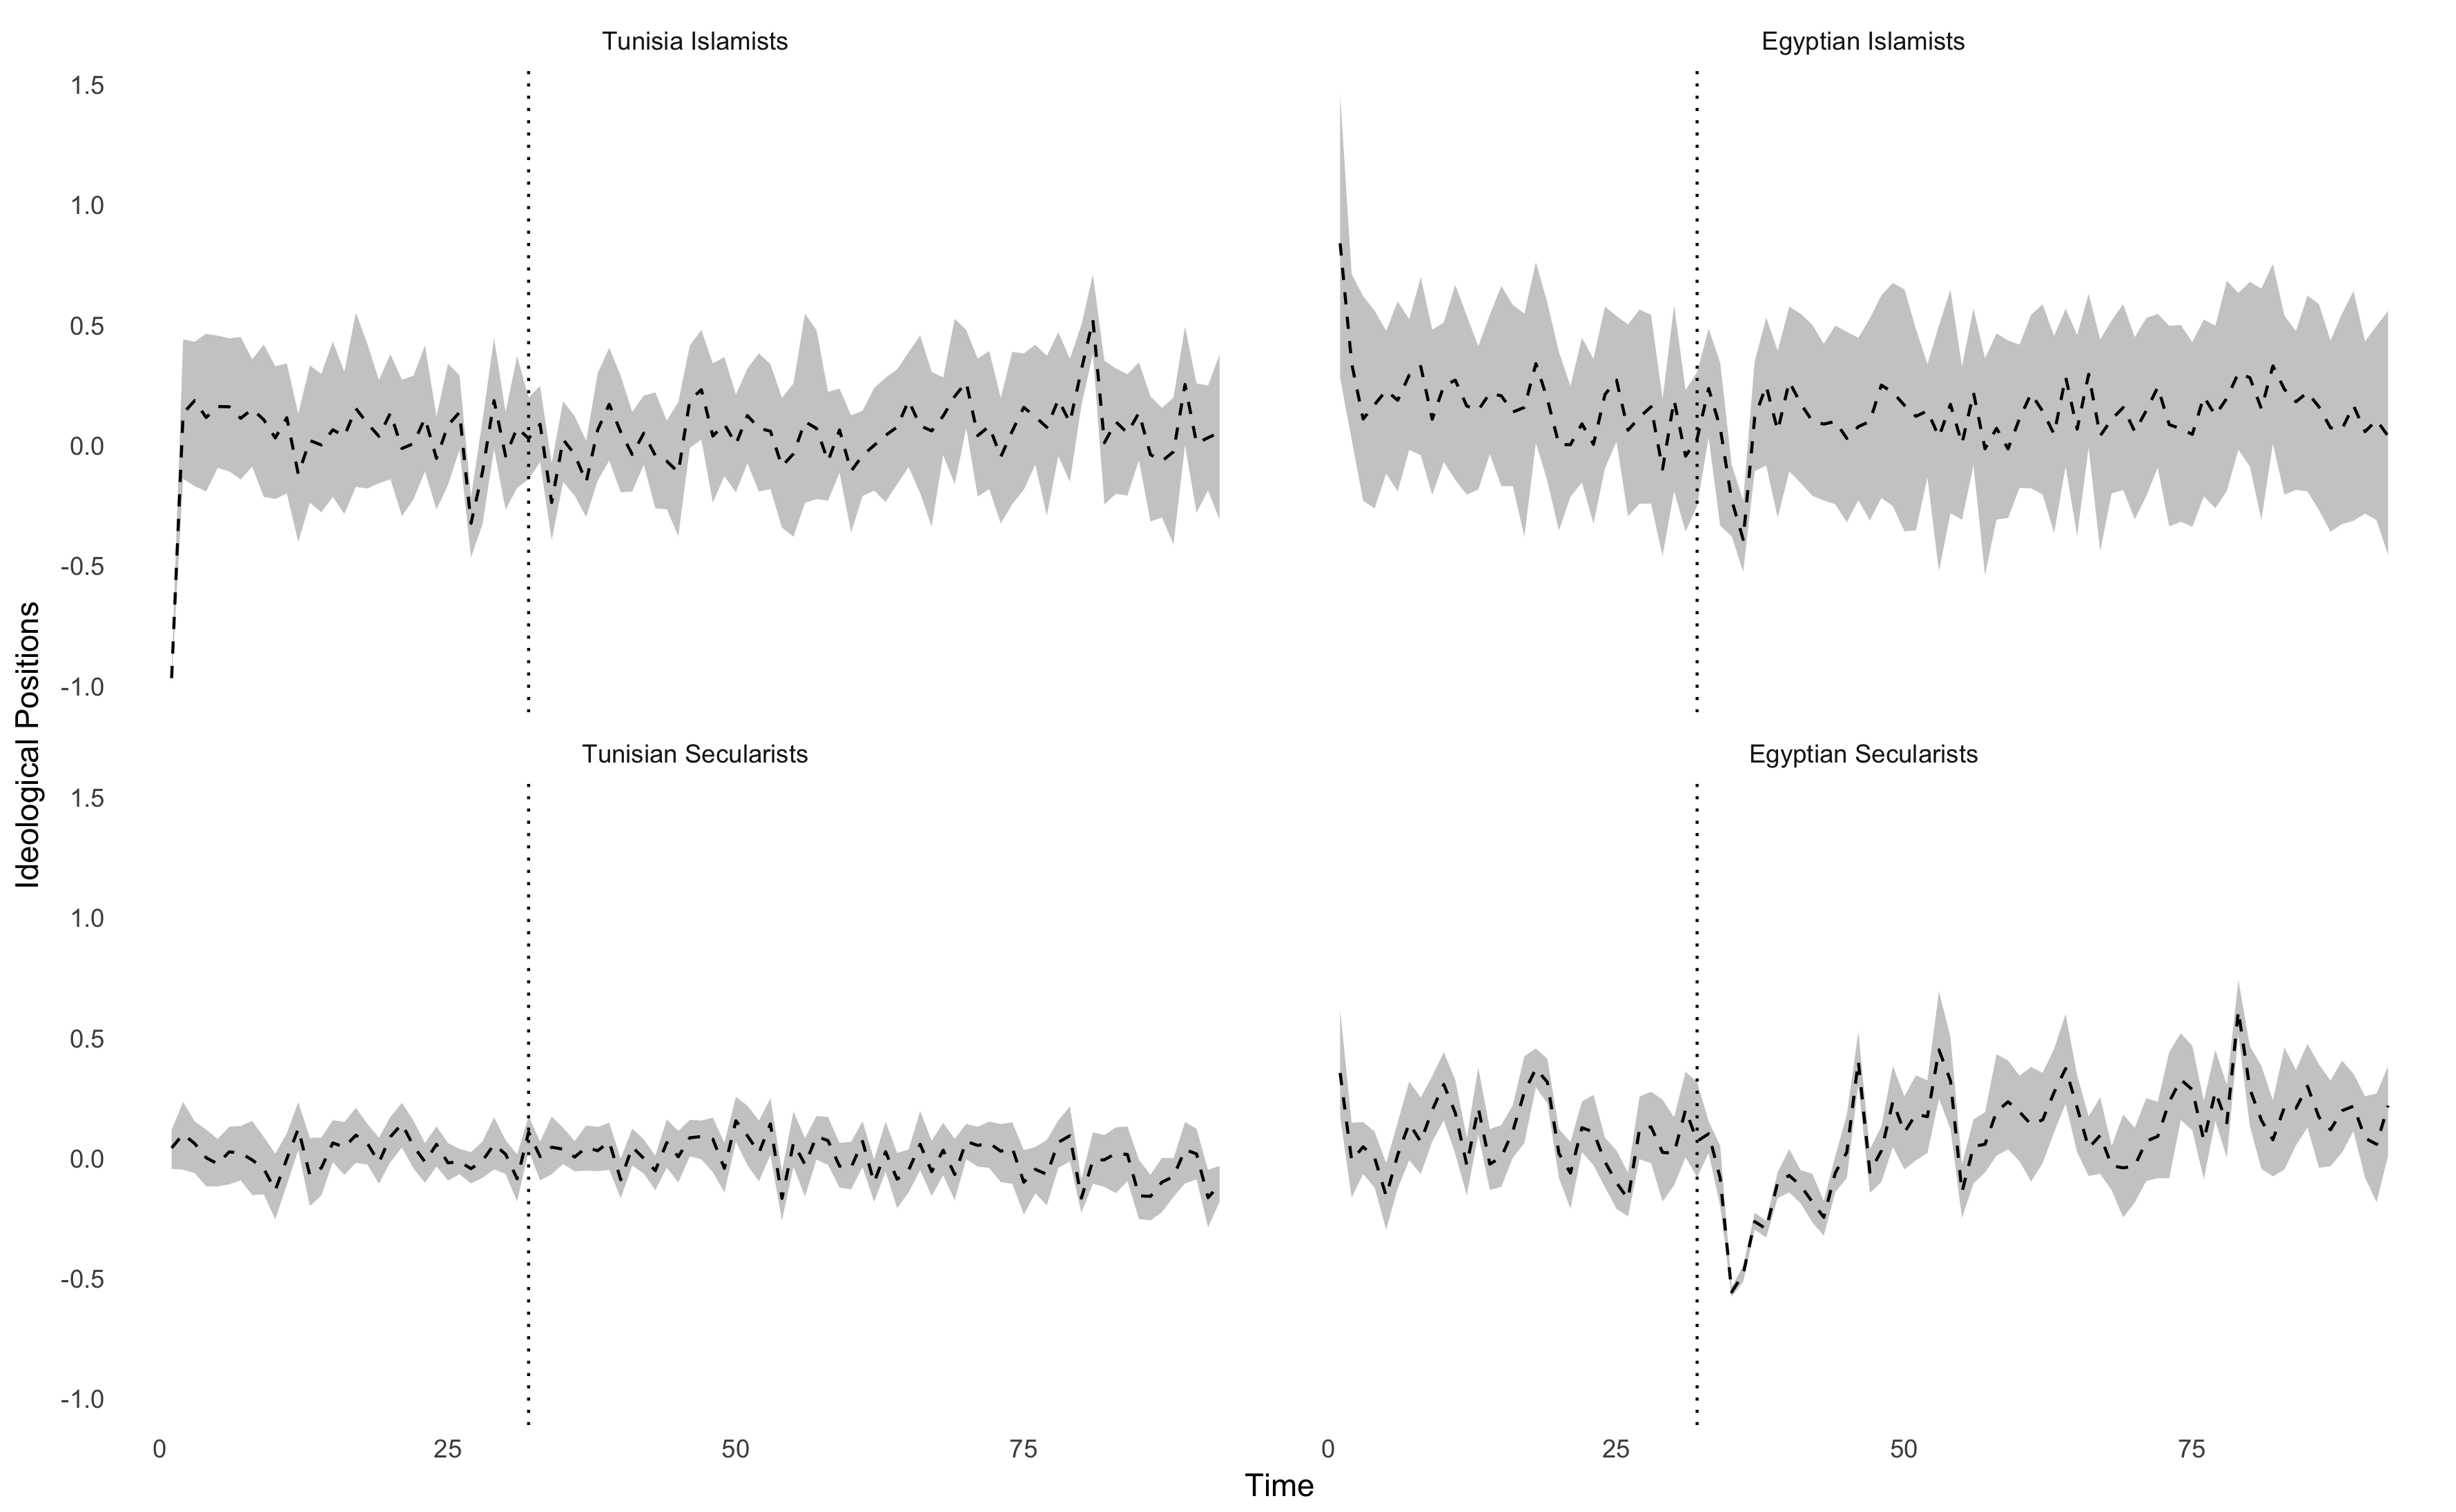 Tunisia Islamists
Egyptian Islamists
1.5
1.0
0.5
0.0
-0.5
-1.0
Ideological Positions
Tunisian Secularists
Egyptian Secularists
1.5
1.0
0.5
0.0
-0.5
-1.0
0 25 50 75
0 25 50 75
Time